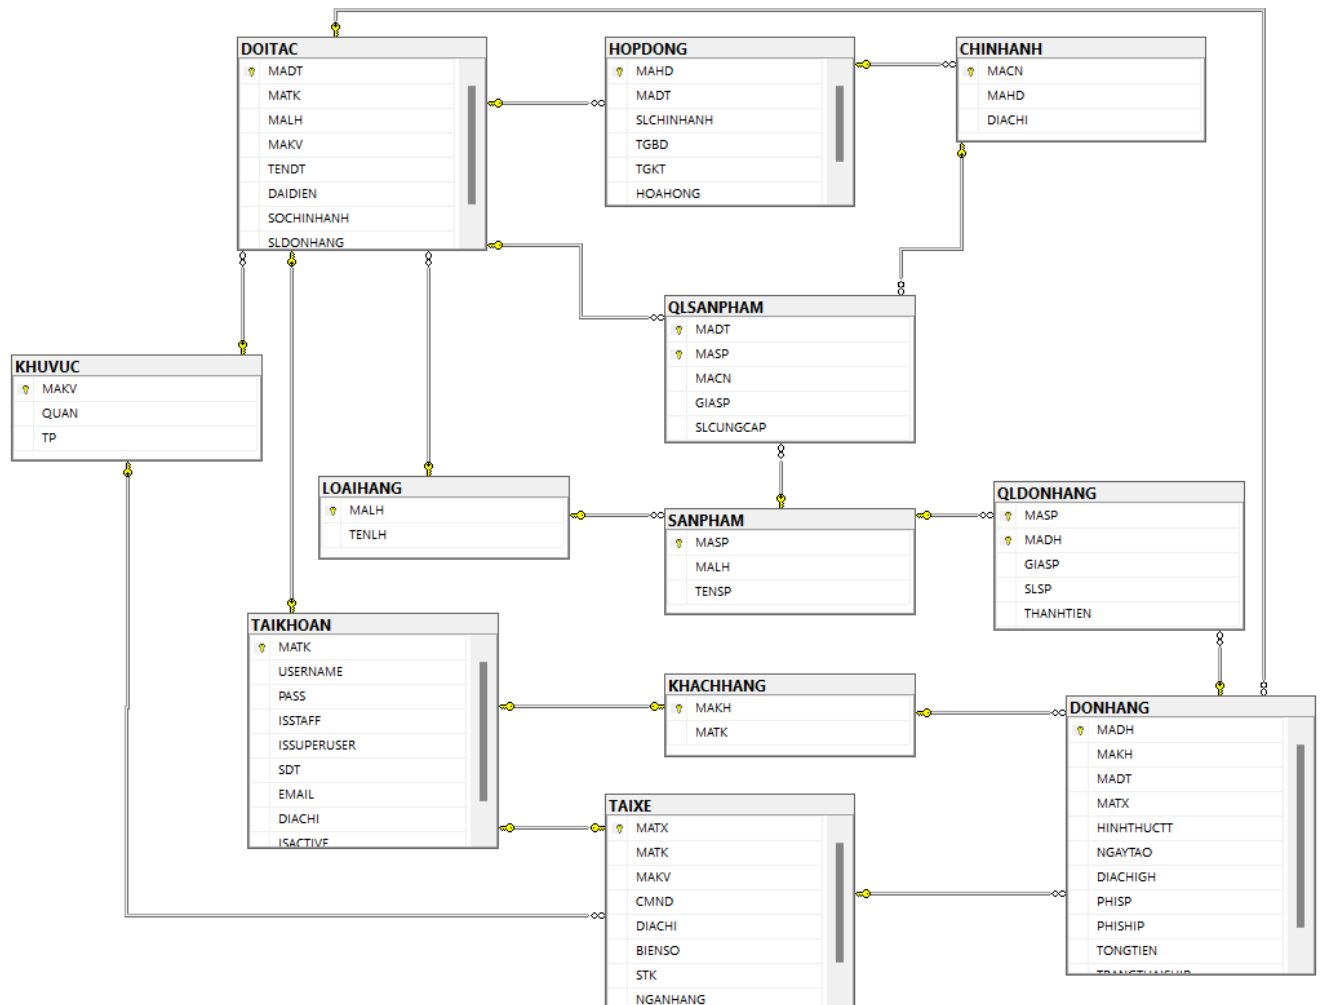 DOITAC
MADT
MATK
MALH
MAKV
TENDT
DAIDIEN
SOCHINHANH
SLDONHANG
HOPDONG
MAHD
MADT
SLCHINHANH
TGBD
TGKT
HOAHONG
CHINHANH
MACN
MAHD
DIACHI
QLSANPHAM
MADT
MASP
MACN
GIASP
SLCUNGCAP
KHUVUC
MAKV
QUAN
TP
LOAIHANG
MALH
TENLH
SANPHAM
MASP
MALH
TENSP
QLDONHANG
MASP
MADH
GIASP
SLSP
THANHTIEN
TAIKHOAN
MATK
USERNAME
PASS
ISSTAFF
ISSUPERUSER
SDT
EMAIL
DIACHI
ISACTIVE
KHACHHANG
MAKH
MATK
TAIXE
MATX
MATK
MAKV
CMND
DIACHI
BIENSO
STK
NGANHANG
DONHANG
MADH
MAKH
MADT
MATX
HINHTHUCTT
NGAYTAO
DIACHIGH
PHISP
PHISHIP
TONGTIEN
TRANGTHAISHIP